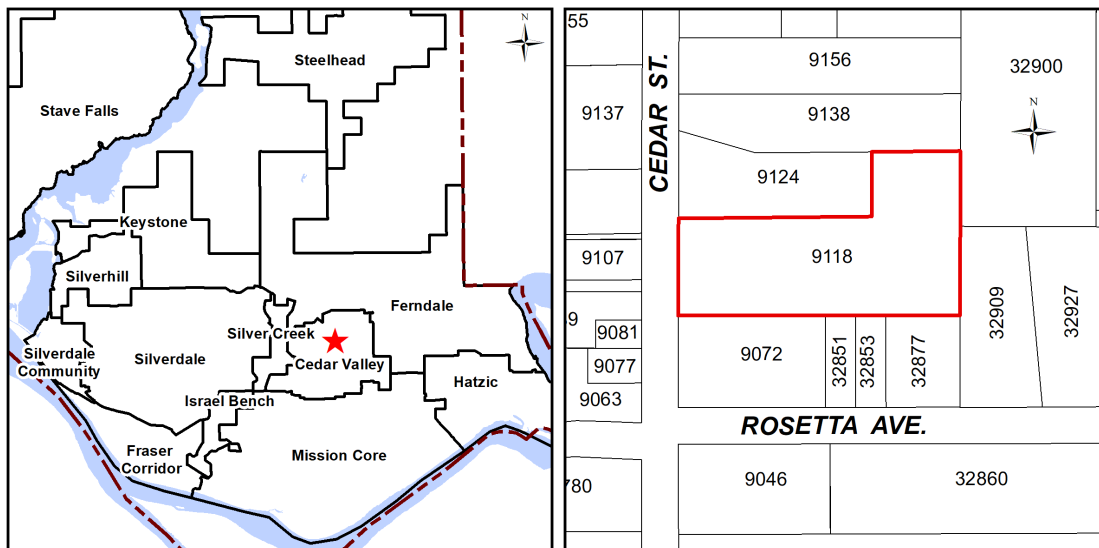 N
Steelhead
Stave Falls
Keystone
Silverhill
Ferndale
Silver Creek
Silverdale
Community
Silverdale
Cedar Valley
Hatzic
Israel Bench
Fraser
Corridor
Mission Core
55
CEDAR ST.
9156
32900
9137
9138
N
9124
9107
9118
9
9081
9077
9063
9072
32851
32853
32877
32909
32927
ROSETTA AVE.
780
9046
32860